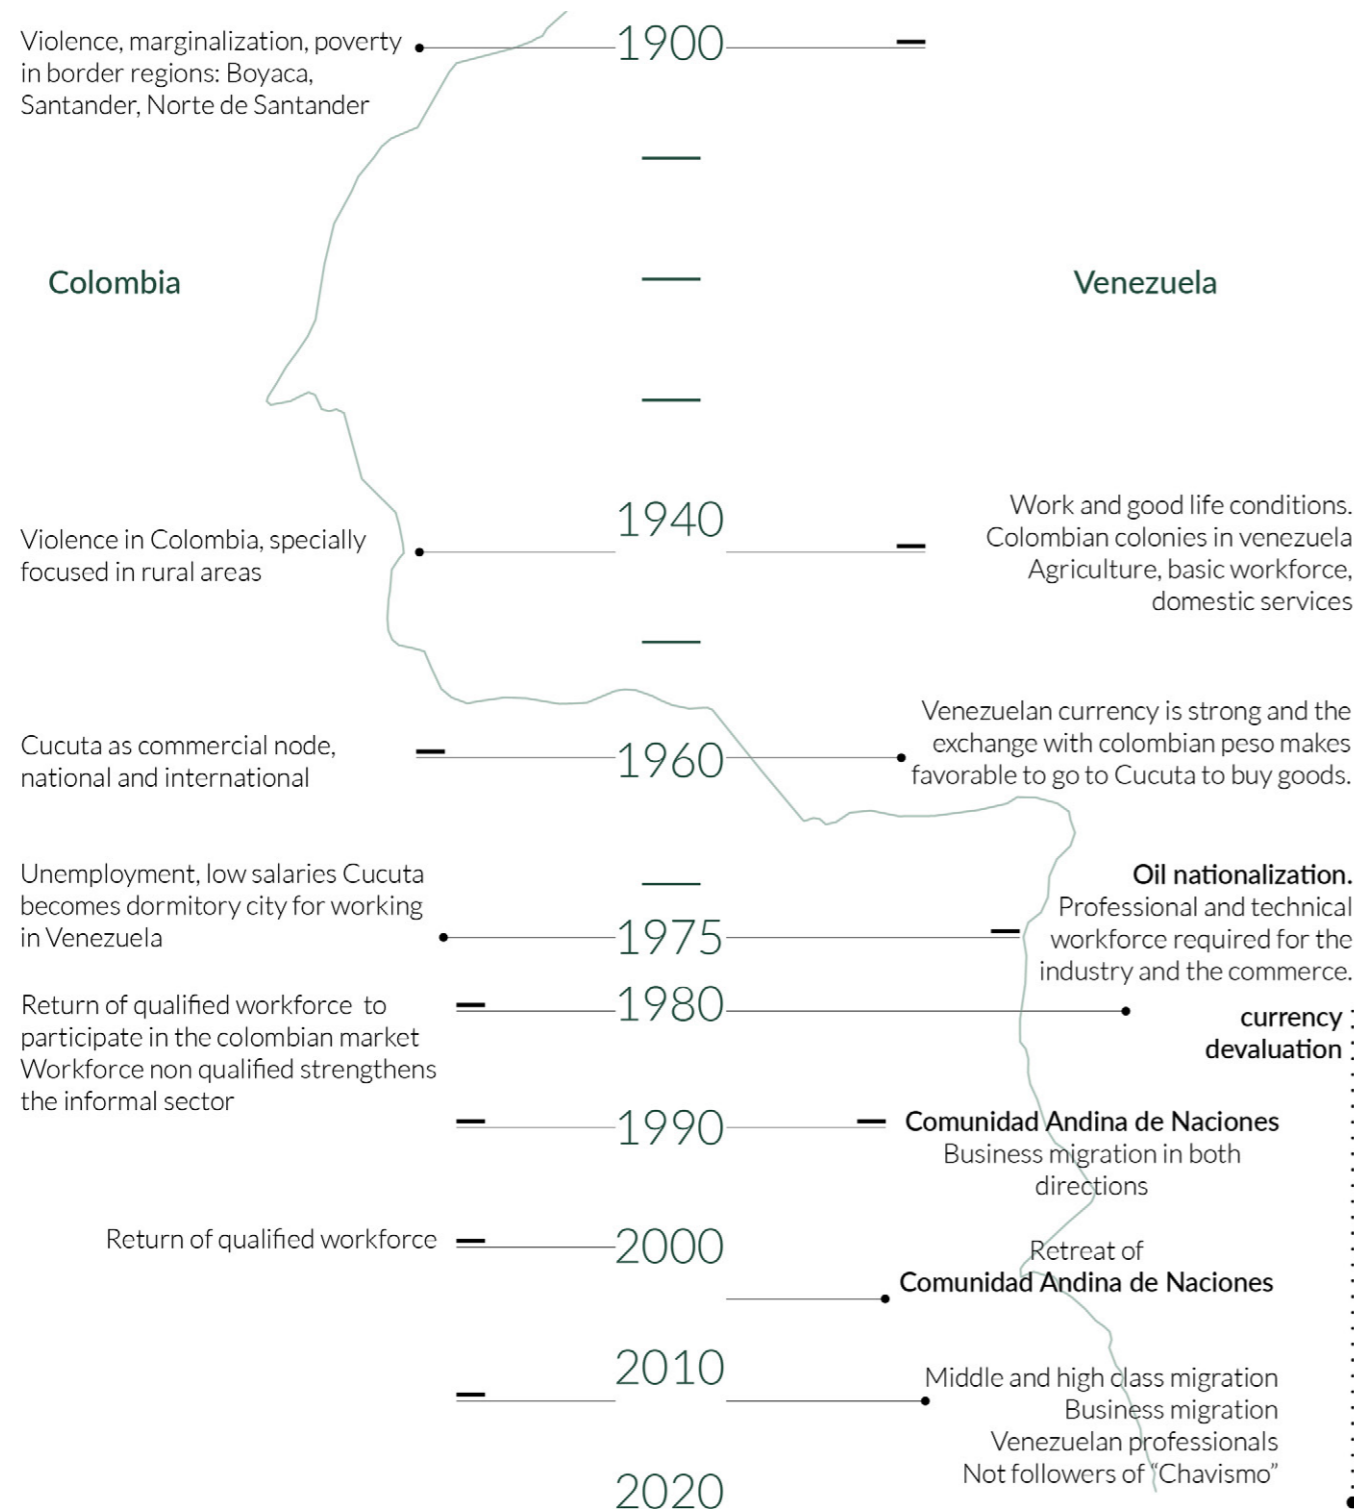 Violence, marginalization, poverty
in border regions: Boyaca,
Santander, Norte de Santander
1900
Colombia
Venezuela
1940
Violence in Colombia, specially
focused in rural areas
Work and good life conditions.
Colombian colonies in venezuela
Agriculture, basic workforce,
domestic services
Cucuta as commercial node,
national and international
1960
Venezuelan currency is strong and the
exchange with colombian peso makes
favorable to go to Cucuta to buy goods.
Unemployment, low salaries Cucuta
becomes dormitory city for working
in Venezuela
1975
Oil nationalization.
Professional and technical
workforce required for the
industry and the commerce.
Return of qualified workforce to
participate in the colombian market
Workforce non qualified strengthens
the informal sector
1980
currency
devaluation
1990
Comunidad Andina de Naciones
Business migration in both
directions
Return of qualified workforce
2000
Retreat of
Comunidad Andina de Naciones
2010
Middle and high class migration
Business migration
Venezuelan professionals
Not followers of “Chavismo”
2020